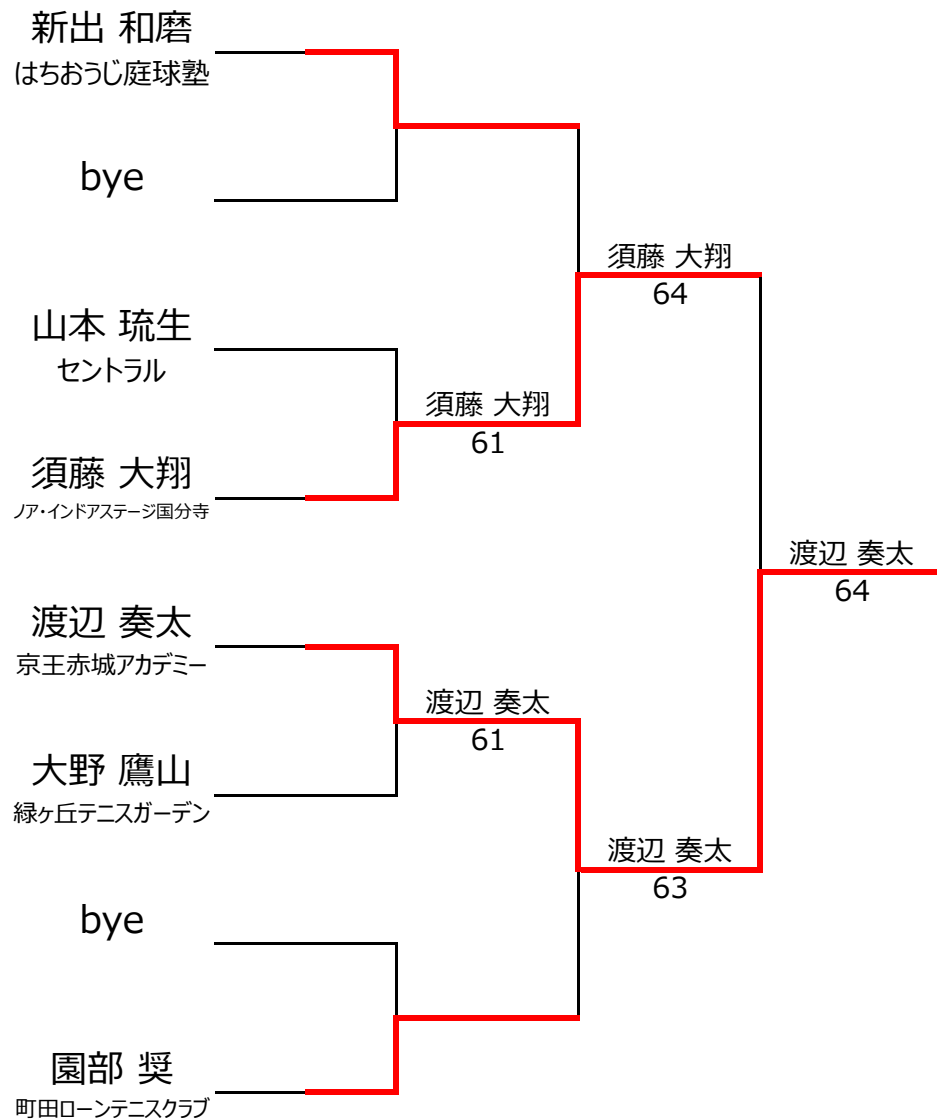 新出 和磨
はちおうじ庭球塾
bye
山本 琉生
セントラル
須藤 大翔
ノア・インドアステージ国分寺
渡辺 奏太
京王赤城アカデミー
大野 鷹山
緑ヶ丘テニスガーデン
bye
園部 奨
町田ローンテニスクラブ
須藤 大翔
61
渡辺 奏太
61
須藤 大翔
64
渡辺 奏太
63
渡辺 奏太
64